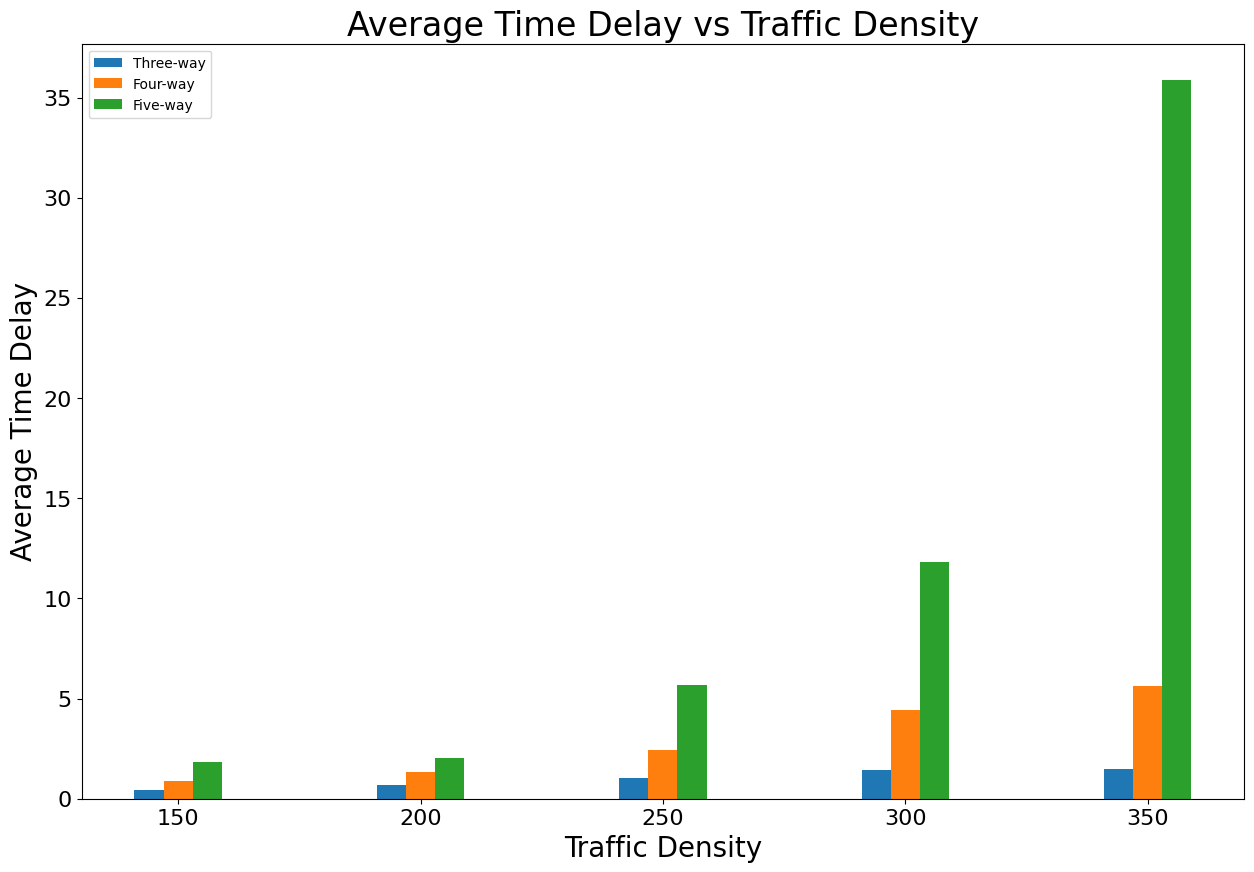 Average Time Delay vs Traffic Density
Three-way
Four-way
Five-way
35
30
25
20
15
10
5
0
Average Time Delay
150 200 250 300 350
Traffic Density